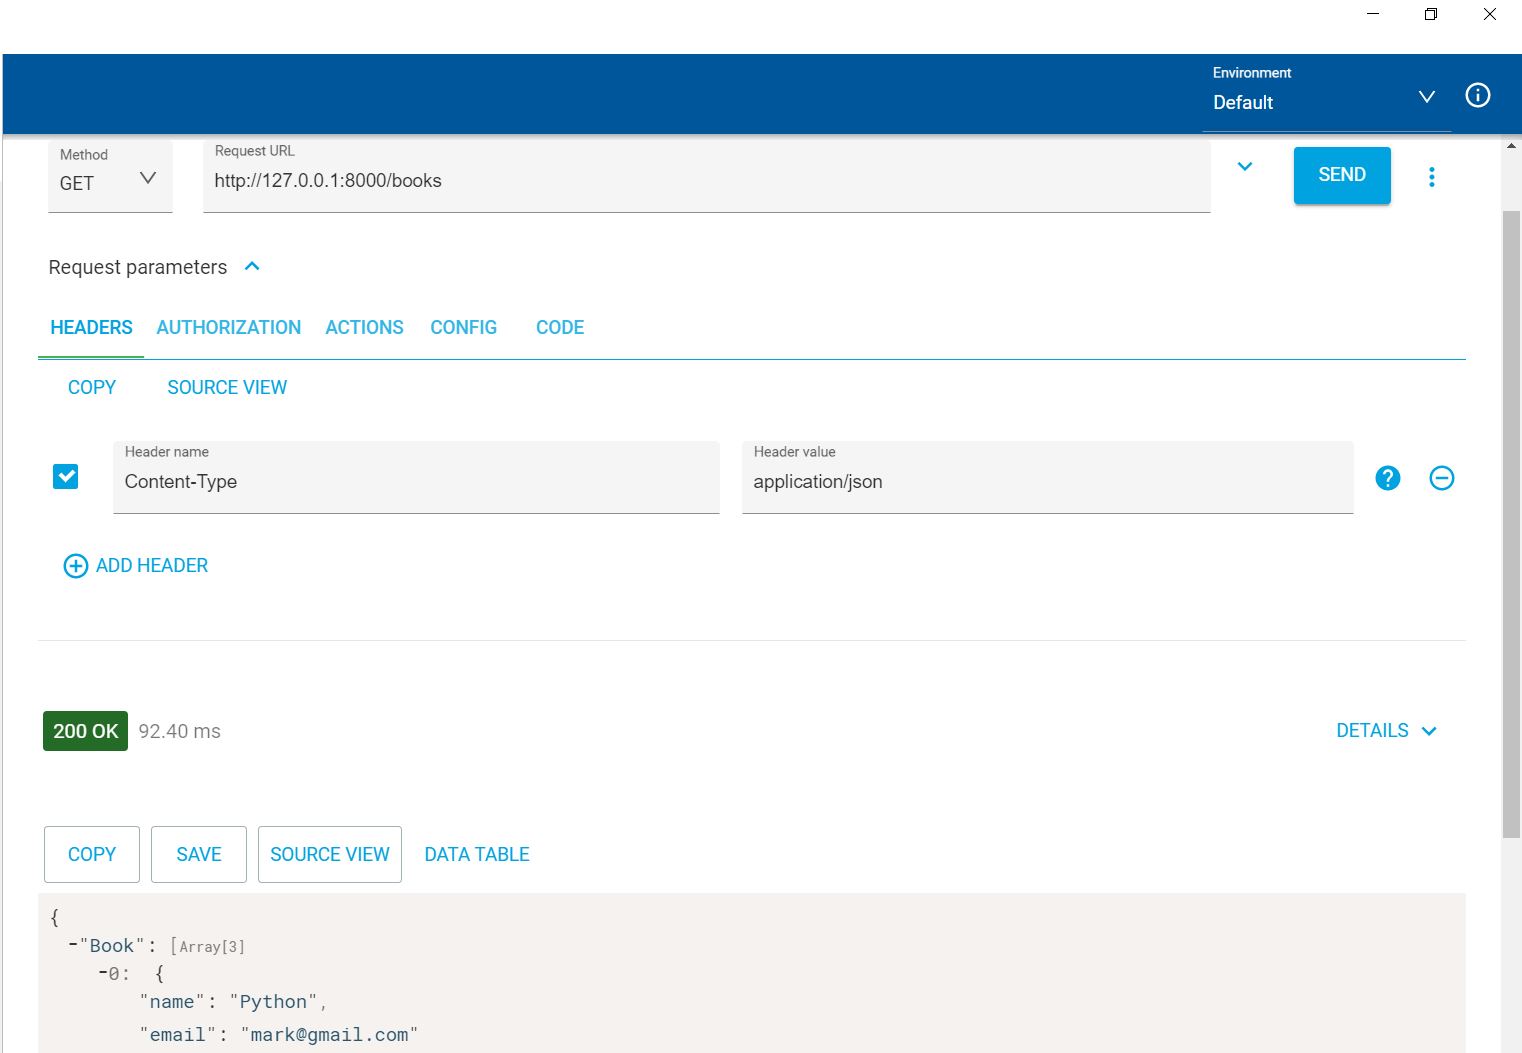 Environment
Default
Method
GET
Request URL
http://127.0.0.1:8000/books
SEND
Request parameters
HEADERS AUTHORIZATION ACTIONS CONFIG CODE
COPY SOURCE VIEW
Header name
Content-Type
Header value
application/json
ADD HEADER
200 OK 92.40 ms DETAILS
COPY SAVE SOURCE VIEW DATA TABLE
{
-"Book": [Array[3]
-0: {
"name": "Python",
"email": "mark@gmail.com"